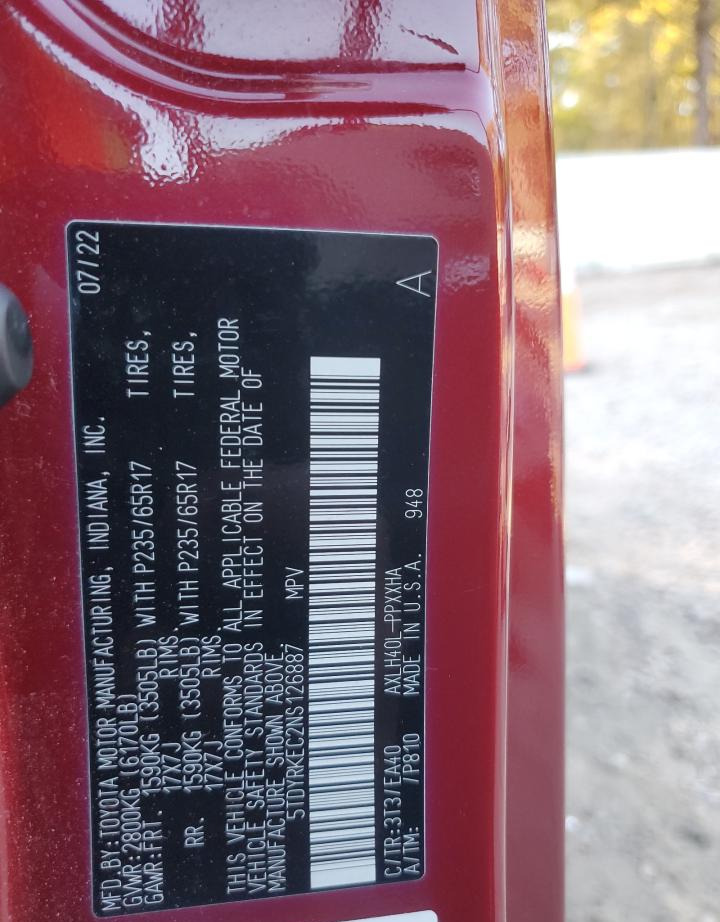 MFD.BY:TOYOTA MOTOR MANUFACTURING, INDIANA, INC. 07/22
GVWR:2800KG (6170LB)
GAWR:FRT. 1590KG (3505LB) WITH P235/65R17 TIRES,
17X7J RIMS,
RR. 1590KG (3505LB) WITH P235/65R17 TIRES,
17X7J RIMS
THIS VEHICLE CONFORMS TO ALL APPLICABLE FEDERAL MOTOR
VEHICLE SAFETY STANDARDS IN EFFECT ON THE DATE OF
MANUFACTURE SHOWN ABOVE.
5TDYRKEC2NS126887 MPV
C/TR:3T3/EA40 AXLH40L-PPXXHA A
A/TM: /P810 MADE IN U.S.A. 948